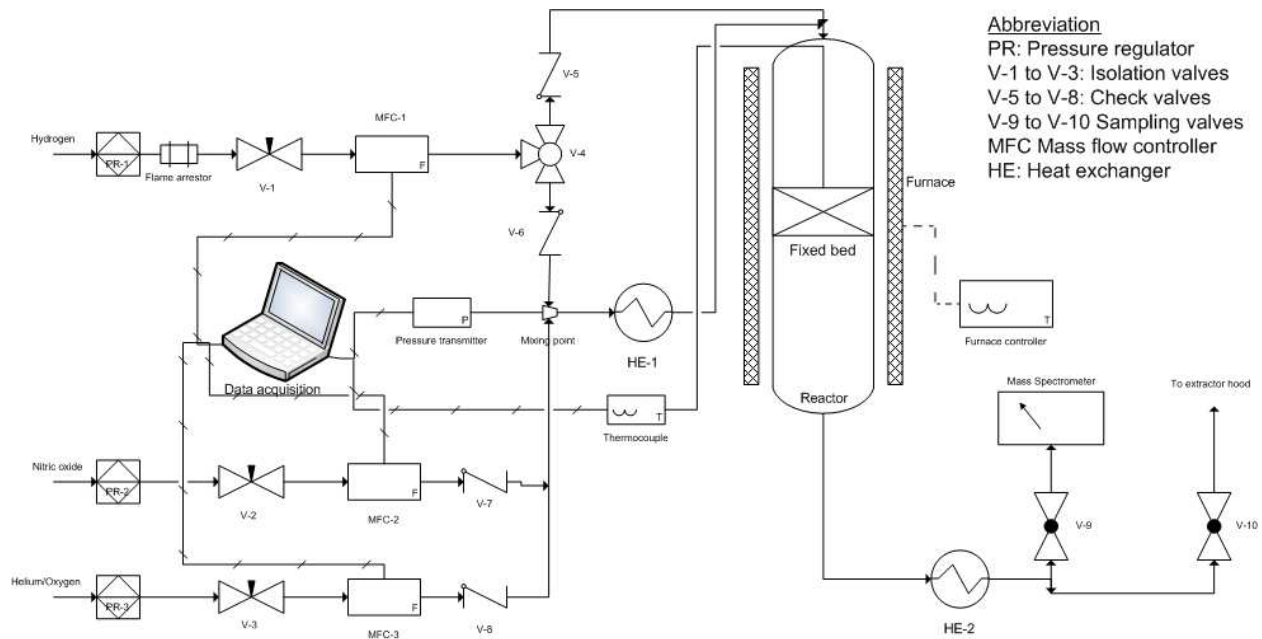 Abbreviation
PR: Pressure regulator
V-1 to V-3: Isolation valves
V-5 to V-8: Check valves
V-9 to V-10 Sampling valves
MFC Mass flow controller
HE: Heat exchanger
V-5
MFC-1
Hydrogen
PR-1
F
V-4
Flame arrestor
V-1
Furnace
V-6
Fixed bed
P
T
Pressure transmitter
Mixing point
Furnace controller
HE-1
Data acquisition
Mass Spectrometer
To extractor hood
Reactor
T
Thermocouple
Nitric oxide
PR-2
F
V-7
V-2
MFC-2
V-9
V-10
Helium/Oxygen
PR-3
F
V-3
MFC-3
V-8
HE-2